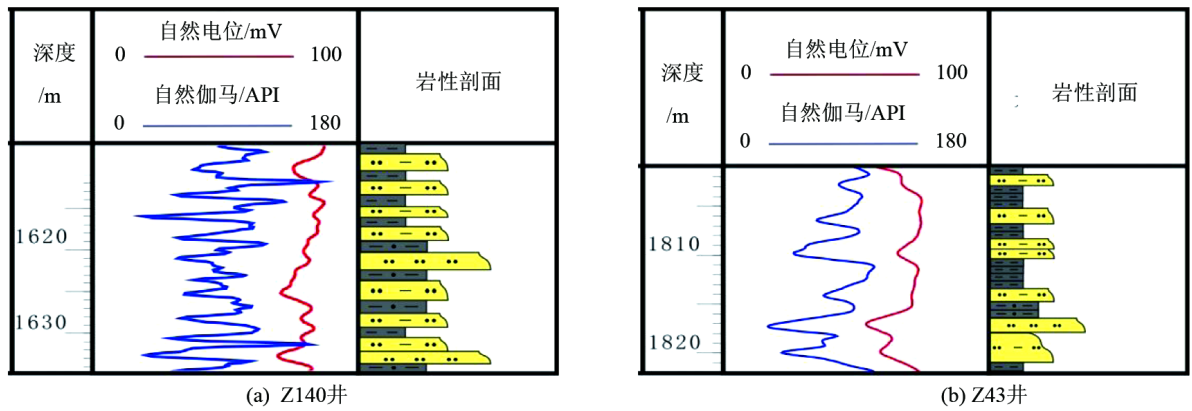 深度
/m
自然电位/mV
0 100
自然伽马/API
0 180
岩性剖面
1620
1630
(a) Z140井
深度
/m
自然电位/mV
0 100
自然伽马/API
0 180
岩性剖面
1810
1820
(b) Z43井